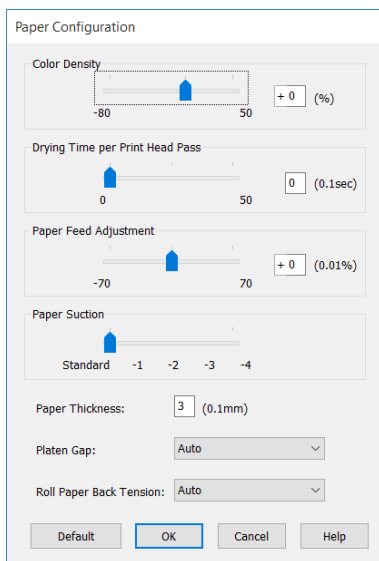 Paper Configuration
Color Density
+ 0 (%)
-80 50
Drying Time per Print Head Pass
0 (0.1sec)
0 50
Paper Feed Adjustment
+ 0 (0.01%)
-70 70
Paper Suction
Standard -1 -2 -3 -4
Paper Thickness: 3 (0.1mm)
Platen Gap: Auto
Roll Paper Back Tension: Auto
Default OK Cancel Help